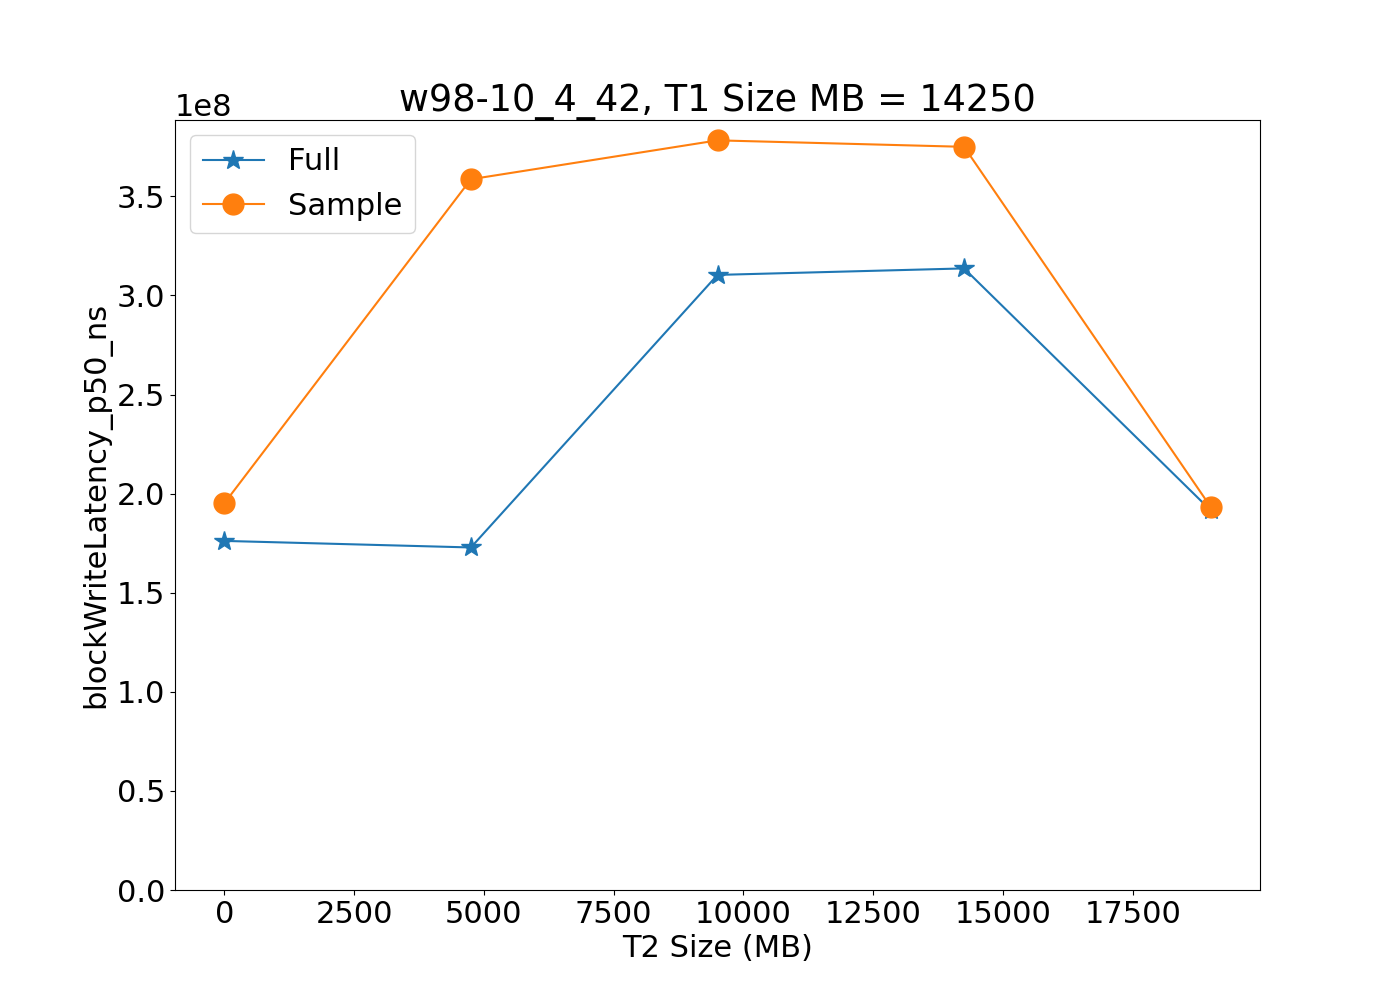 w98-10_4_42, T1 Size MB = 14250
1e8
Full
Sample
blockWriteLatency_p50_ns
3.5
3.0
2.5
2.0
1.5
1.0
0.5
0.0
0 2500 5000 7500 10000 12500 15000 17500
T2 Size (MB)